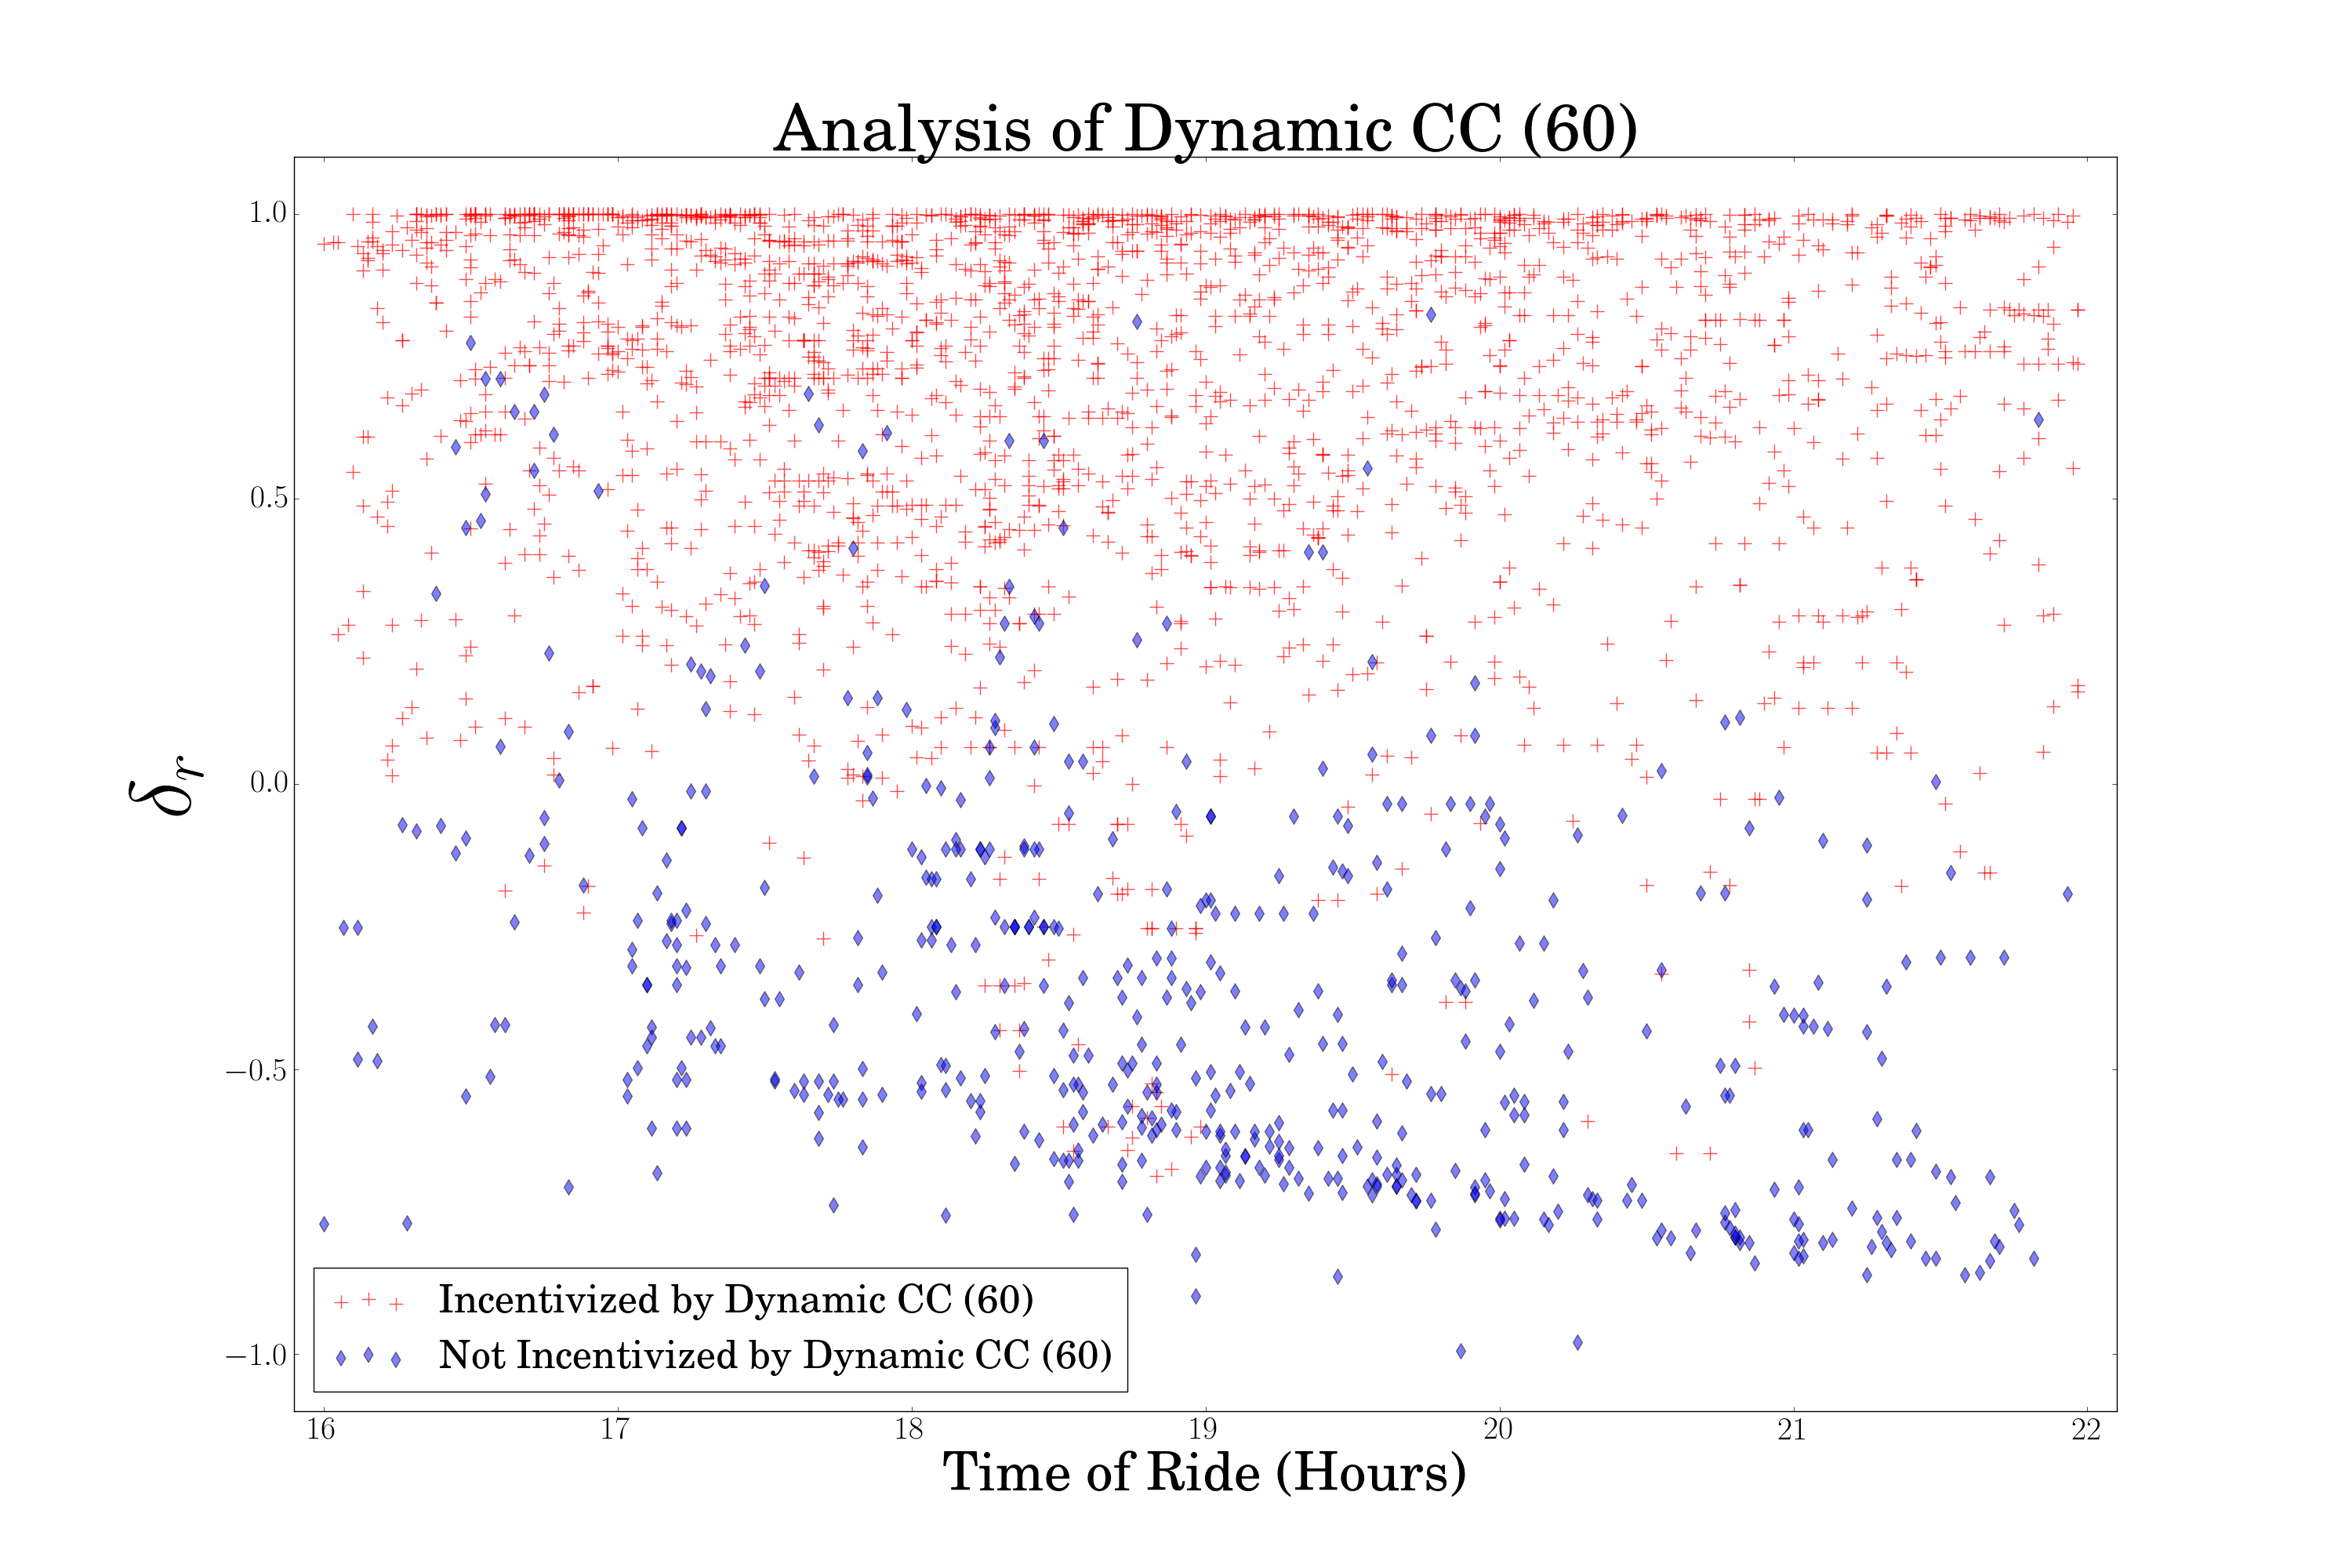 Analysis of Dynamic CC (60)
1.0
0.5
0.0
−0.5
−1.0
δr
Incentivized by Dynamic CC (60)
Not Incentivized by Dynamic CC (60)
16 17 18 19 20 21 22
Time of Ride (Hours)